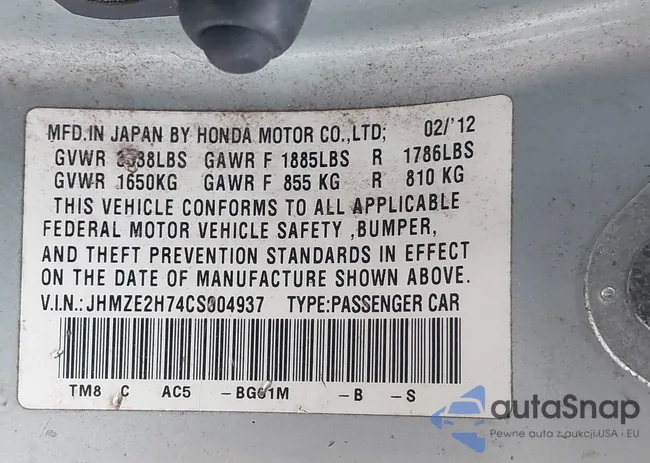 MFD.IN JAPAN BY HONDA MOTOR CO.,LTD; 02/'12
GVWR LBS GAWR F 1885LBS R 1786LBS
GVWR 1650KG GAWR F 855 KG R 810 KG
THIS VEHICLE CONFORMS TO ALL APPLICABLE
FEDERAL MOTOR VEHICLE SAFETY ,BUMPER,
AND THEFT PREVENTION STANDARDS IN EFFECT
ON THE DATE OF MANUFACTURE SHOWN ABOVE.
V.I.N.:JHMZE2H74CS004937 TYPE:PASSENGER CAR
TM8 C AC5 -BG61M -B -S
autaSnap
Pewne auta z aukcji USA i EU